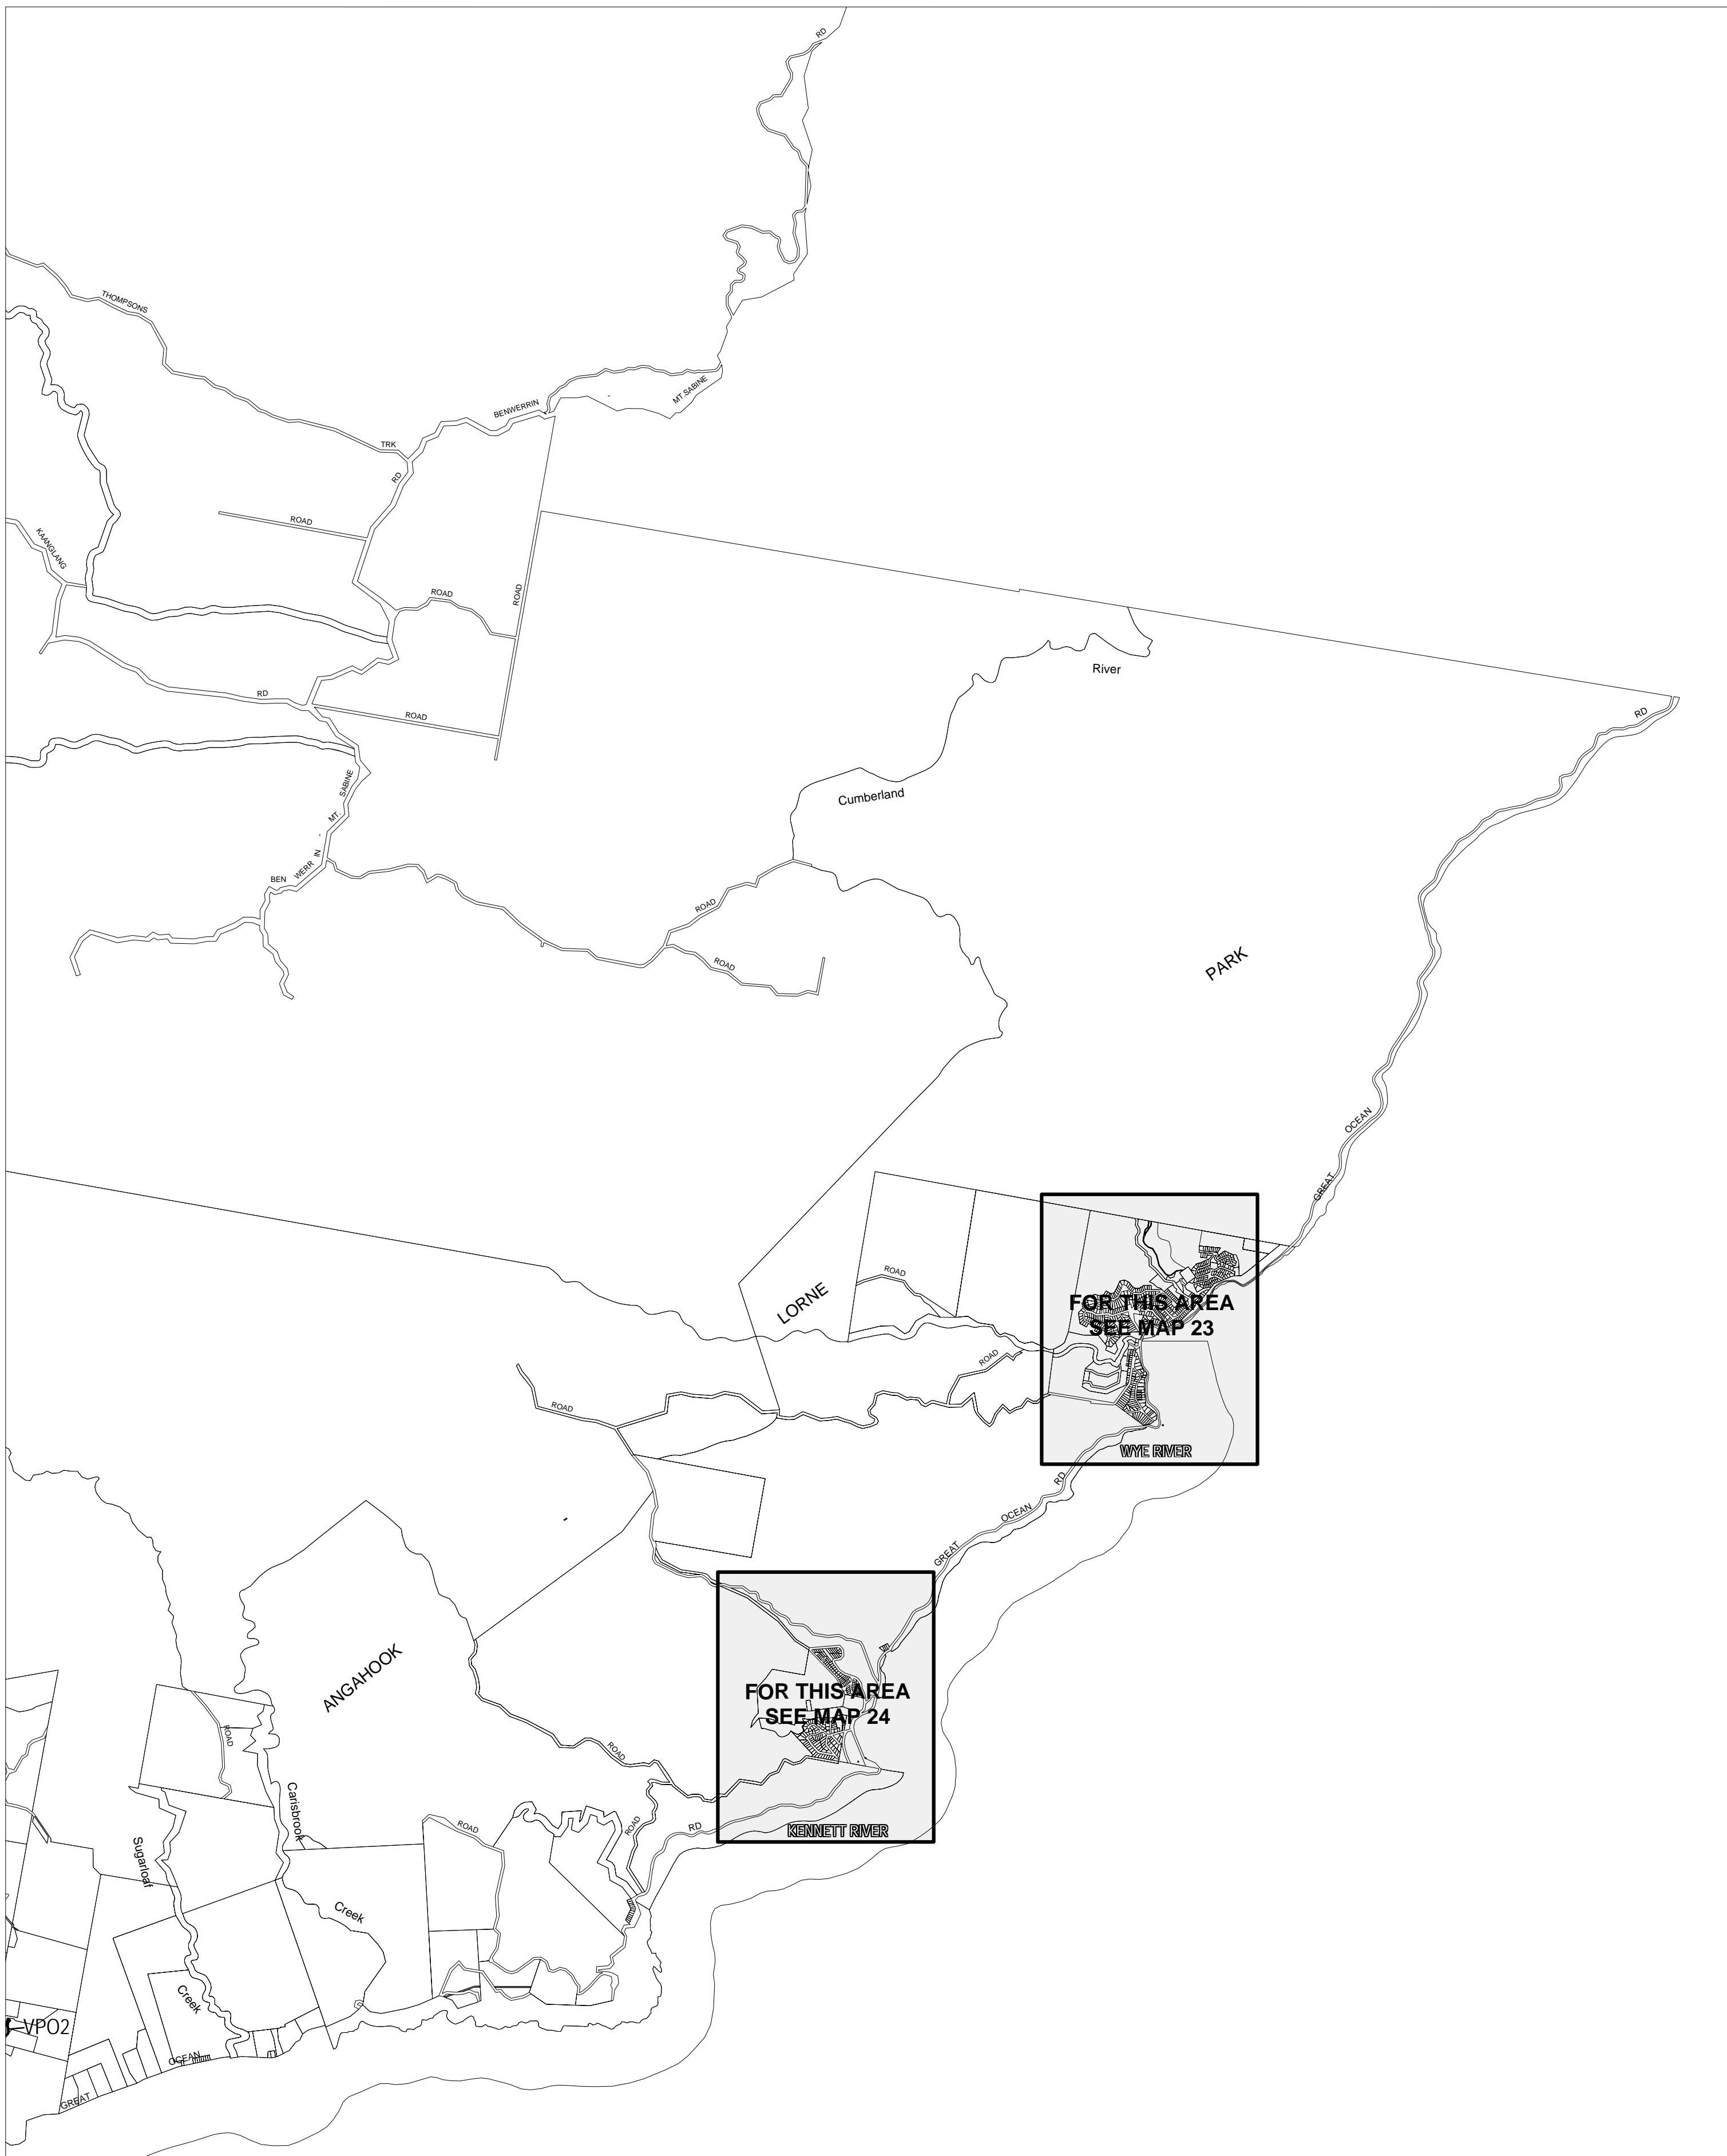 RD
THOMPSONS
MT.SABINE
BENWERRIN
TRK
RD
ROAD
KAANGLANG
ROAD
ROAD
River
RD
ROAD
RD
SABINE
MT.
Cumberland
IN
WERR
BEN
ROAD
ROAD
PARK
OCEAN
GREAT
ROAD
LORNE
FOR THIS AREA
SEE MAP 23
ROAD
ROAD
WYE RIVER
RD
OCEAN
GREAT
ANGAHOOK
FOR THIS AREA
SEE MAP 24
ROAD
ROAD
Carisbrook
ROAD
ROAD
RD
KENNETT RIVER
Sugarloaf
Creek
Creek
VPO2
OCEAN
GREAT